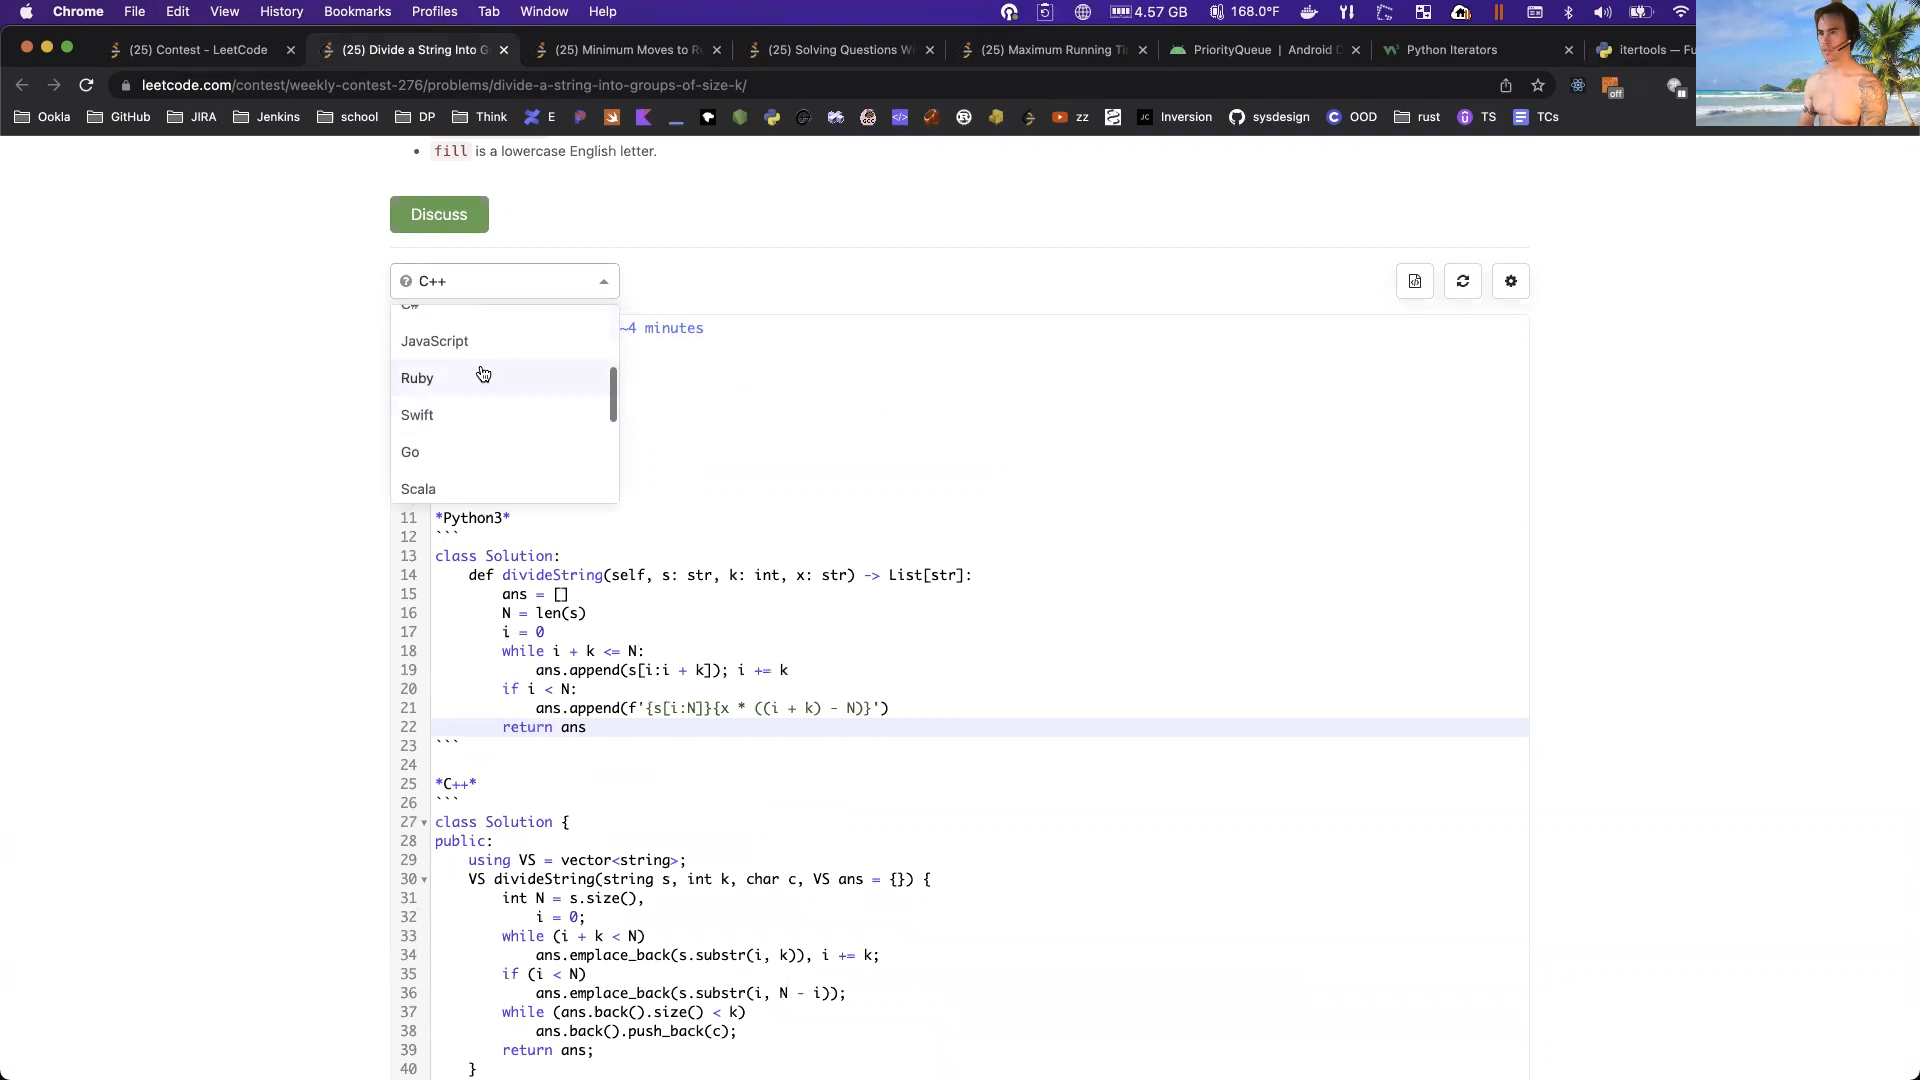 Chrome File Edit View History Bookmarks Profiles Tab Window Help 4.57 GB 168.0°F
(25) Contest - LeetCode (25) Divide a String Into G (25) Minimum Moves to Re (25) Solving Questions Wi (25) Maximum Running Tim PriorityQueue | Android D Python Iterators itertools — Fu
leetcode.com/contest/weekly-contest-276/problems/divide-a-string-into-groups-of-size-k/ off
Ookla GitHub JIRA Jenkins school DP Think E zz Inversion sysdesign OOD rust TS TCs
fill is a lowercase English letter.
Discuss
C++
C#
~4 minutes
JavaScript
Ruby
Swift
Go
Scala
11 *Python3*
12 ```
13 class Solution:
14 def divideString(self, s: str, k: int, x: str) -> List[str]:
15 ans = []
16 N = len(s)
17 i = 0
18 while i + k <= N:
19 ans.append(s[i:i + k]); i += k
20 if i < N:
21 ans.append(f'{s[i:N]}{x * ((i + k) - N)}')
22 return ans
23 ```
24
25 *C++*
26 ```
27 class Solution {
28 public:
29 using VS = vector<string>;
30 VS divideString(string s, int k, char c, VS ans = {}) {
31 int N = s.size(),
32 i = 0;
33 while (i + k < N)
34 ans.emplace_back(s.substr(i, k)), i += k;
35 if (i < N)
36 ans.emplace_back(s.substr(i, N - i));
37 while (ans.back().size() < k)
38 ans.back().push_back(c);
39 return ans;
40 }